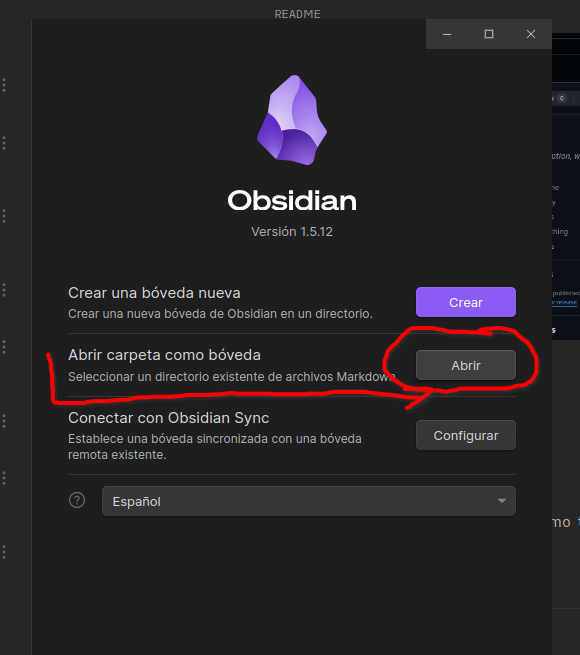 README
Obsidian
Versión 1.5.12
Crear una bóveda nueva
Crear una nueva bóveda de Obsidian en un directorio.
Crear
Abrir carpeta como bóveda
Seleccionar un directorio existente de archivos Markdown.
Abrir
Conectar con Obsidian Sync
Establece una bóveda sincronizada con una bóveda
remota existente.
Configurar
?
Español
0
thing